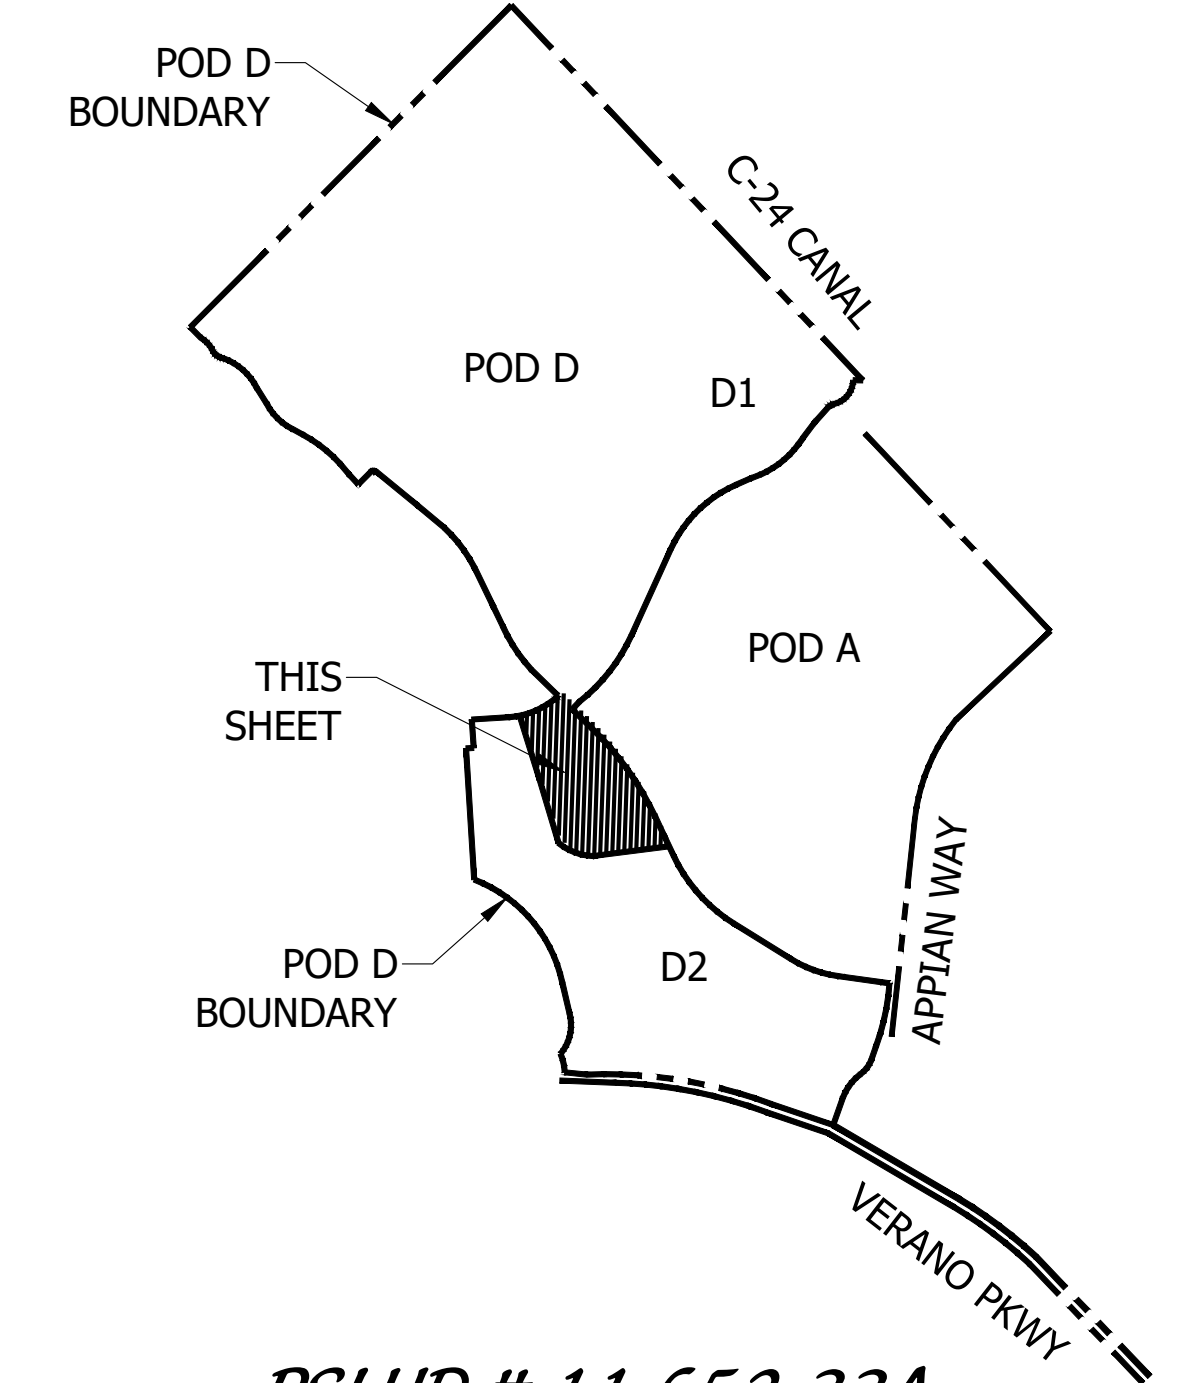 POD D
BOUNDARY
C-24 CANAL
POD D
D1
POD A
THIS
SHEET
APPIAN WAY
POD D
BOUNDARY
D2
VERANO PKWY